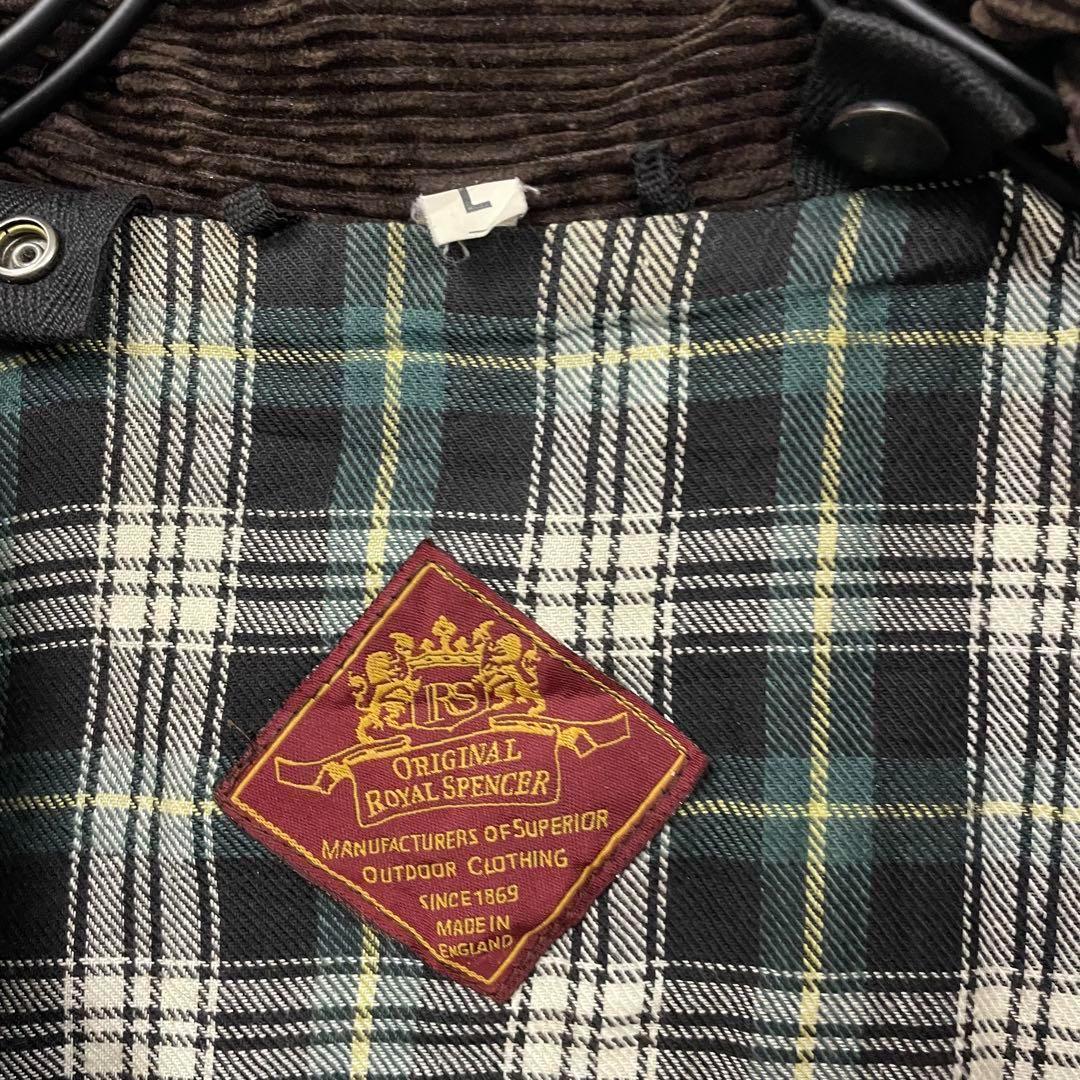 L
RS
ORIGINAL
ROYAL SPENCER
MANUFACTURERS OF SUPERIOR
OUTDOOR CLOTHING
SINCE 1869
MADE IN
ENGLAND